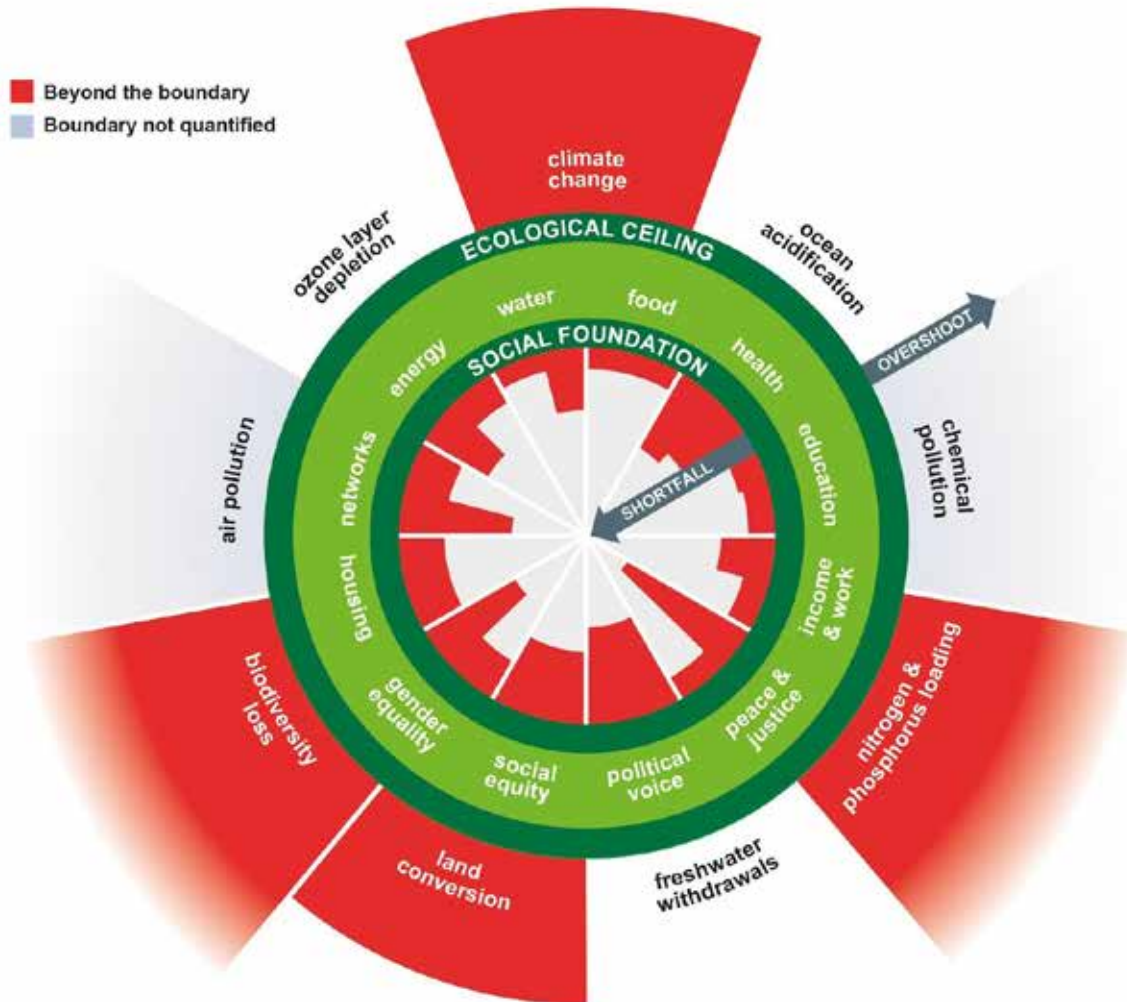 Beyond the boundary
Boundary not quantified
climate
change
ozone layer
depletion
ocean
acidification
ECOLOGICAL CEILING
OVERSHOOT
water
food
energy
health
SOCIAL FOUNDATION
SHORTFALL
networks
education
air pollution
chemical
pollution
housing
income
& work
gender
equality
peace &
justice
social
equity
political
voice
biodiversity
loss
nitrogen &
phosphorus loading
land
conversion
freshwater
withdrawals